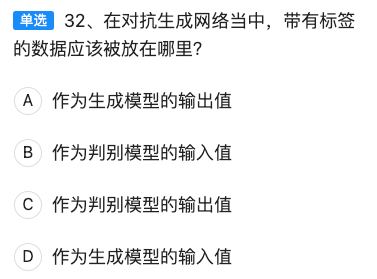 单选 32、在对抗生成网络当中，带有标签
的数据应该被放在哪里?
A 作为生成模型的输出值
B 作为判别模型的输入值
C 作为判别模型的输出值
D 作为生成模型的输入值